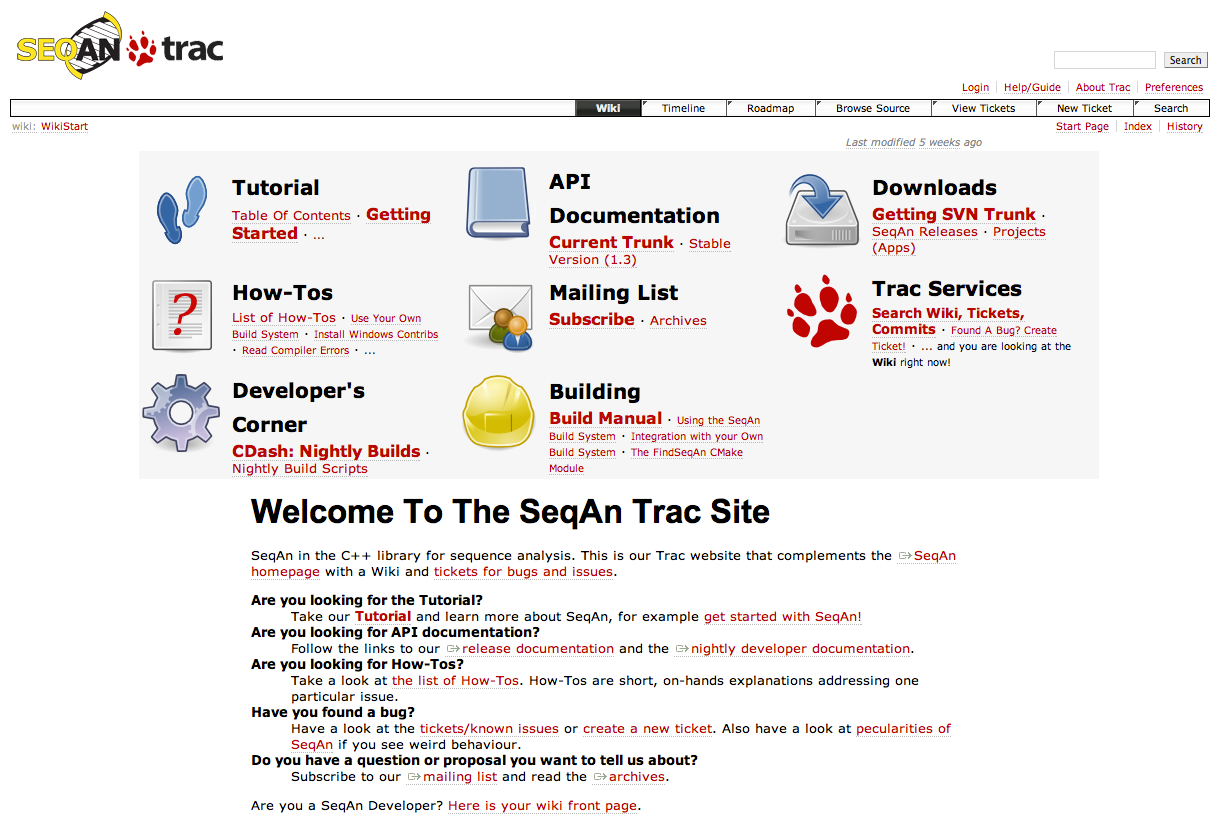 SEQAN trac
Search
Login Help/Guide About Trac Preferences
Wiki Timeline Roadmap Browse Source View Tickets New Ticket Search
wiki: WikiStart
Start Page Index History
Last modified 5 weeks ago
Tutorial
Table Of Contents · Getting
Started · ...
API
Documentation
Current Trunk · Stable
Version (1.3)
Downloads
Getting SVN Trunk ·
SeqAn Releases · Projects
(Apps)
How-Tos
List of How-Tos · Use Your Own
Build System · Install Windows Contribs
· Read Compiler Errors · ...
Mailing List
Subscribe · Archives
Trac Services
Search Wiki, Tickets,
Commits · Found A Bug? Create
Ticket! · ... and you are looking at the
Wiki right now!
Developer's
Corner
CDash: Nightly Builds ·
Nightly Build Scripts
Building
Build Manual · Using the SeqAn
Build System · Integration with your Own
Build System · The FindSeqAn CMake
Module
Welcome To The SeqAn Trac Site
SeqAn in the C++ library for sequence analysis. This is our Trac website that complements the SeqAn
homepage with a Wiki and tickets for bugs and issues.
Are you looking for the Tutorial?
Take our Tutorial and learn more about SeqAn, for example get started with SeqAn!
Are you looking for API documentation?
Follow the links to our release documentation and the nightly developer documentation.
Are you looking for How-Tos?
Take a look at the list of How-Tos. How-Tos are short, on-hands explanations addressing one
particular issue.
Have you found a bug?
Have a look at the tickets/known issues or create a new ticket. Also have a look at pecularities of
SeqAn if you see weird behaviour.
Do you have a question or proposal you want to tell us about?
Subscribe to our mailing list and read the archives.
Are you a SeqAn Developer? Here is your wiki front page.